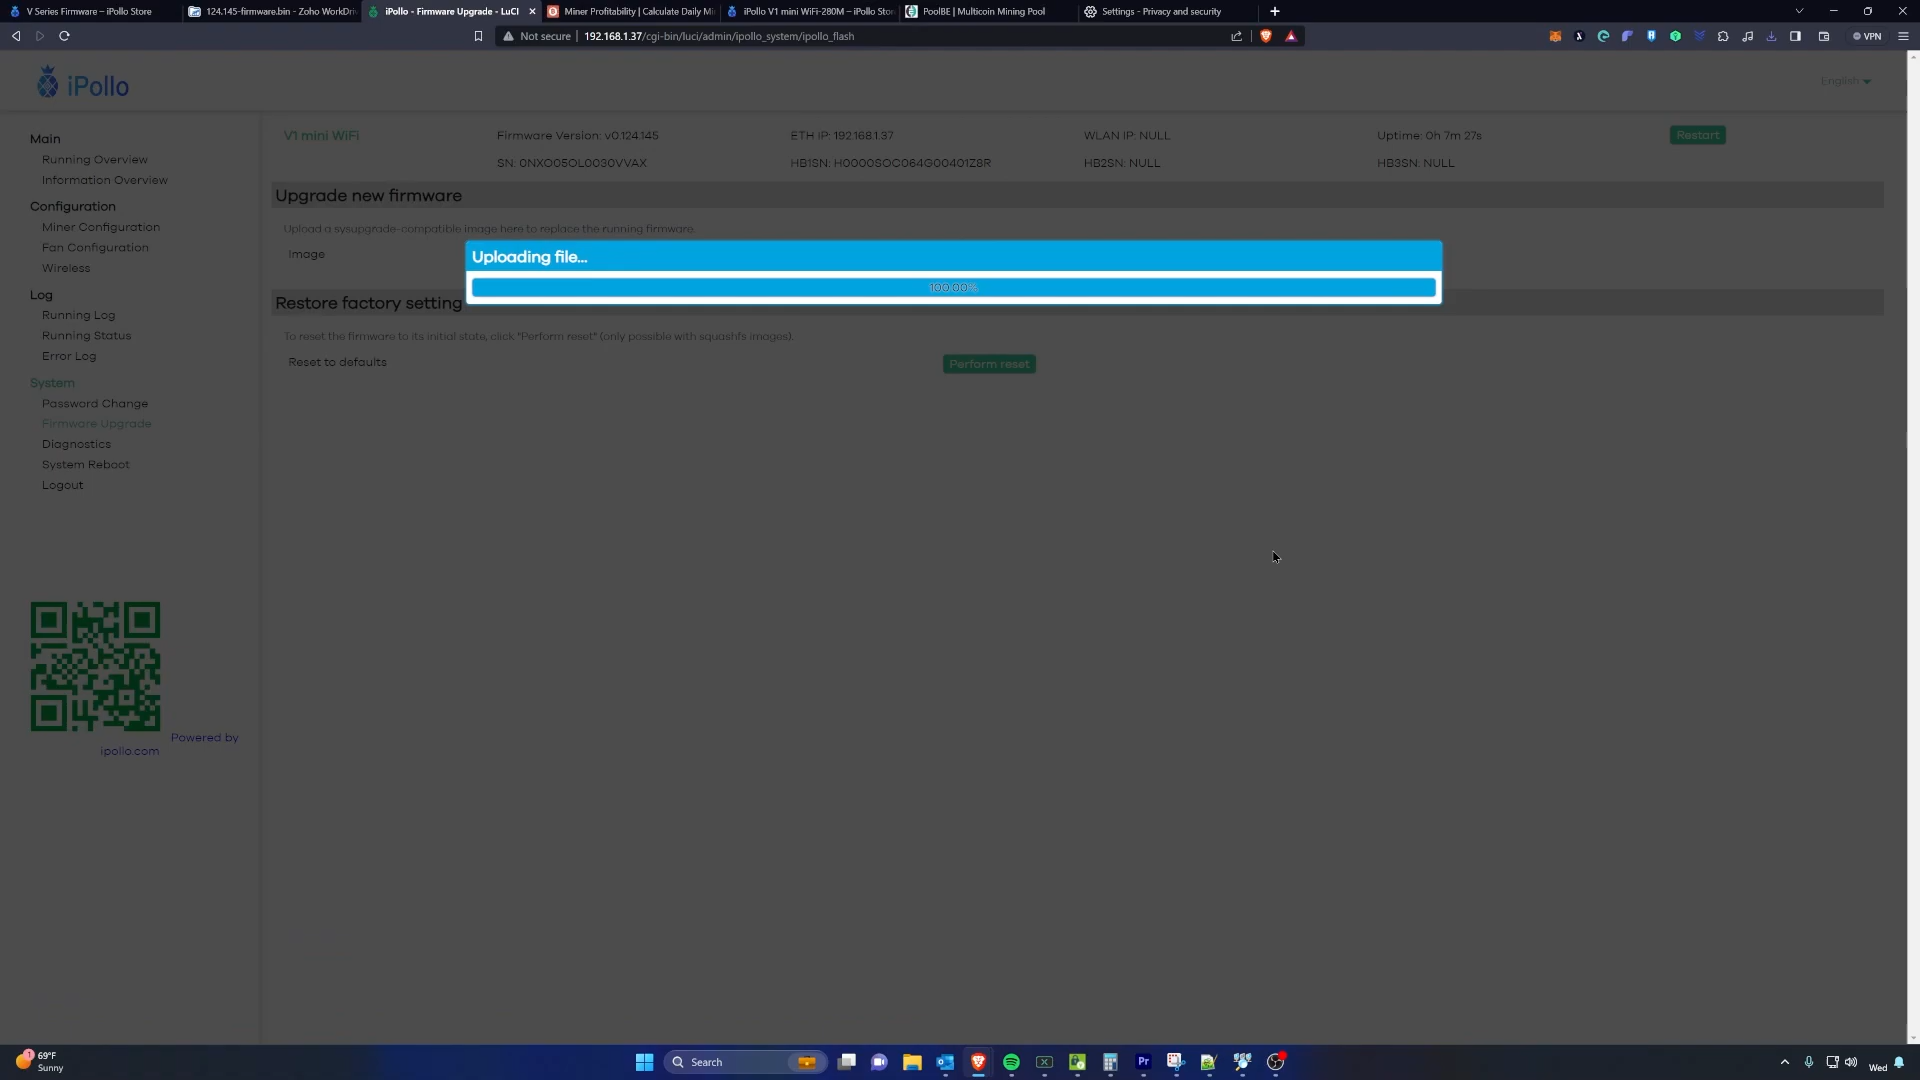 V Series Firmware – iPollo Store
124.145-firmware.bin - Zoho WorkDri
iPollo - Firmware Upgrade - LuCI
Miner Profitability | Calculate Daily Mi
iPollo V1 mini WiFi-280M – iPollo Sto
PoolBE | Multicoin Mining Pool
Settings - Privacy and security
Not secure
192.168.1.37/cgi-bin/luci/admin/ipollo_system/ipollo_flash
VPN
iPollo
English
Main
Running Overview
Information Overview
Configuration
Miner Configuration
Fan Configuration
Wireless
Log
Running Log
Running Status
Error Log
System
Password Change
Firmware Upgrade
Diagnostics
System Reboot
Logout
Powered by
ipollo.com
V1 mini WiFi
Firmware Version: v0.124.145
ETH IP: 192.168.1.37
WLAN IP: NULL
Uptime: 0h 7m 27s
Restart
SN: 0NXO05OL0030VVAX
HB1SN: H0000SOC064G00401Z8R
HB2SN: NULL
HB3SN: NULL
Upgrade new firmware
Upload a sysupgrade-compatible image here to replace the running firmware.
Image
Uploading file...
100.00%
Restore factory setting
To reset the firmware to its initial state, click "Perform reset" (only possible with squashfs images).
Reset to defaults
Perform reset
1
69°F
Sunny
Search
Pr
Wed